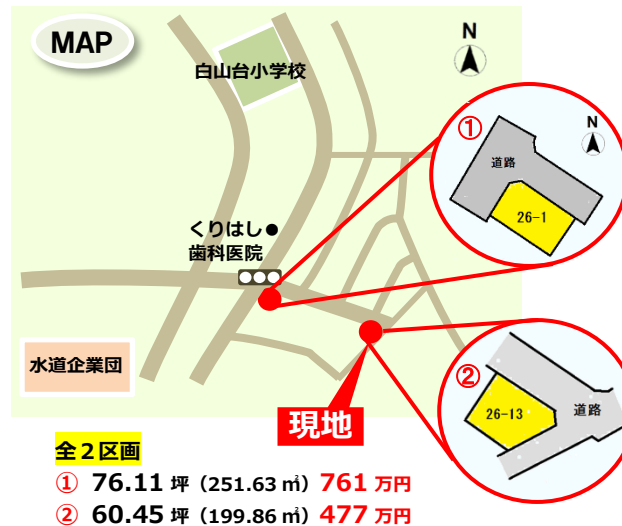 MAP
N
白山台小学校
①
N
道路
26-1
くりはし
歯科医院
水道企業団
②
26-13
道路
現地
全2区画
① 76.11 坪（251.63 ㎡）761 万円
② 60.45 坪（199.86 ㎡）477 万円